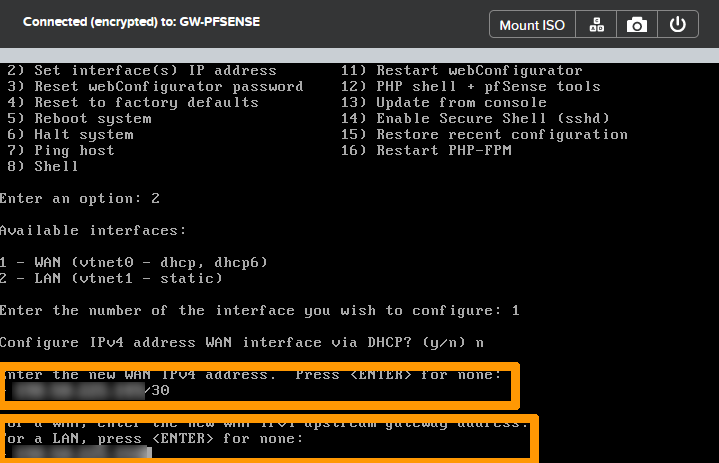 Connected (encrypted) to: GW-PFSENSE
Mount ISO
2) Set interface(s) IP address 11) Restart webConfigurator
3) Reset webConfigurator password 12) PHP shell + pfSense tools
4) Reset to factory defaults 13) Update from console
5) Reboot system 14) Enable Secure Shell (sshd)
6) Halt system 15) Restore recent configuration
7) Ping host 16) Restart PHP-FPM
8) Shell
Enter an option: 2
Available interfaces:
1 - WAN (vtnet0 - dhcp, dhcp6)
2 - LAN (vtnet1 - static)
Enter the number of the interface you wish to configure: 1
Configure IPv4 address WAN interface via DHCP? (y/n) n
Enter the new WAN IPv4 address. Press <ENTER> for none:
/30
For a WAN, enter the new WAN IPv4 upstream gateway address.
For a LAN, press <ENTER> for none: